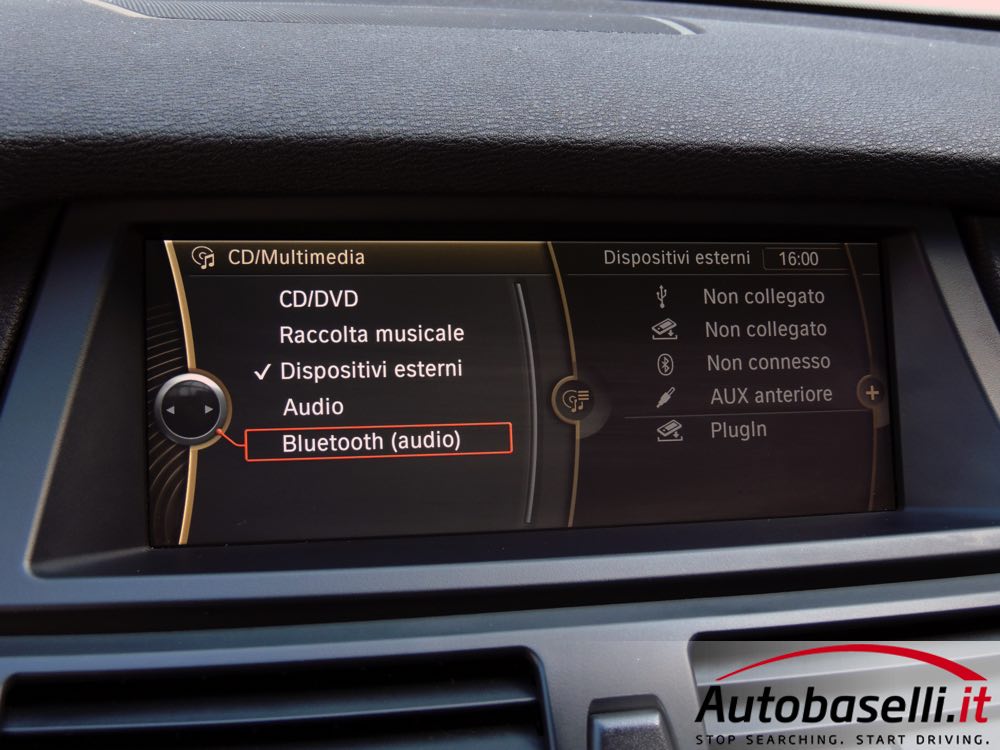 CD/Multimedia
CD/DVD
Raccolta musicale
✓ Dispositivi esterni
Audio
Bluetooth (audio)
Dispositivi esterni 16:00
Non collegato
Non collegato
Non connesso
AUX anteriore
PlugIn
Autobaselli.it
STOP SEARCHING. START DRIVING.